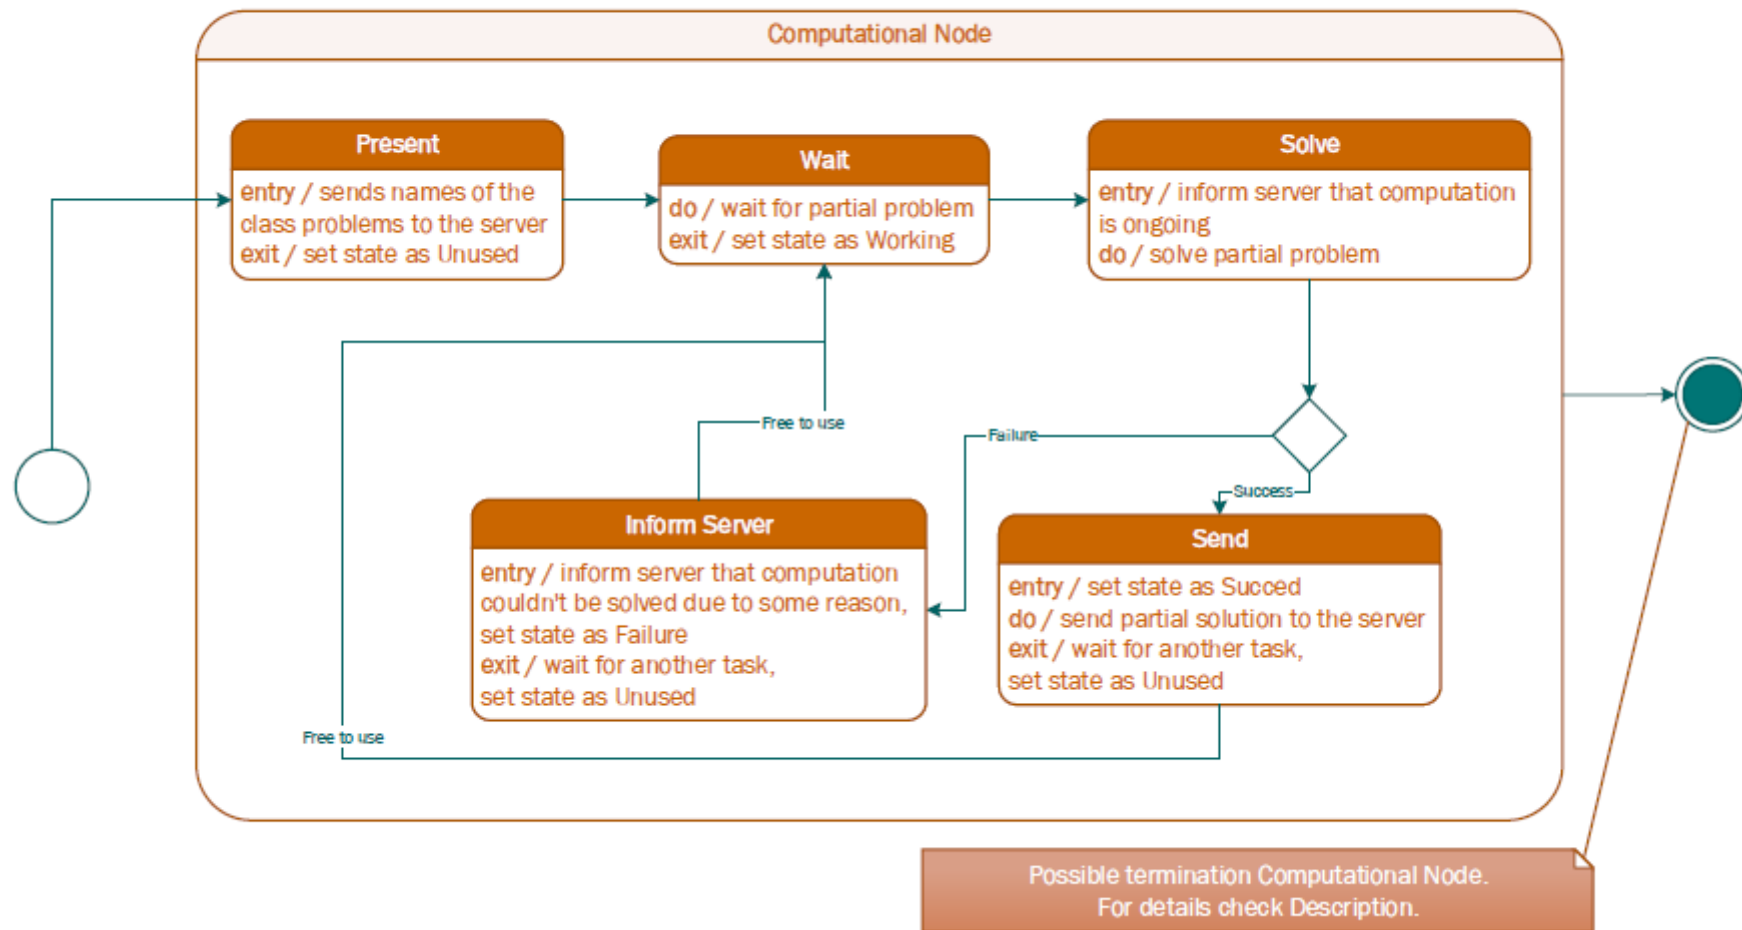 Computational Node
Present
entry / sends names of the
class problems to the server
exit / set state as Unused
Wait
do / wait for partial problem
exit / set state as Working
Solve
entry / inform server that computation
is ongoing
do / solve partial problem
Free to use
Failure
Success
Inform Server
entry / inform server that computation
couldn't be solved due to some reason,
set state as Failure
exit / wait for another task,
set state as Unused
Send
entry / set state as Succed
do / send partial solution to the server
exit / wait for another task,
set state as Unused
Free to use
Possible termination Computational Node.
For details check Description.